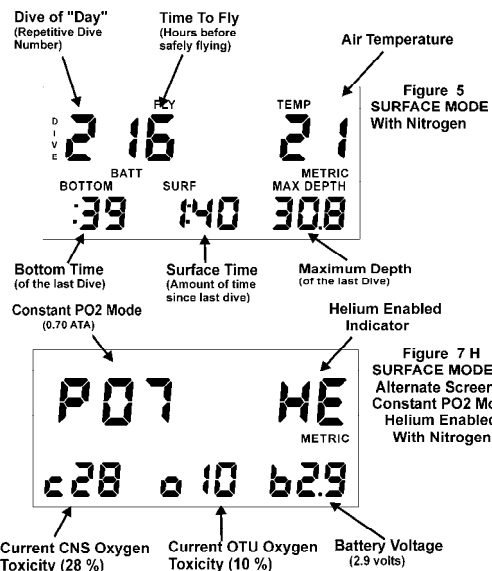 Dive of "Day"
(Repetitive Dive
Number)
Time To Fly
(Hours before
safely flying)
Air Temperature
Figure 5
SURFACE MODE
With Nitrogen
FLY
TEMP
DIVE
2
16
21
BATT
METRIC
BOTTOM
SURF
MAX DEPTH
:39
1:40
30.8
Bottom Time
(of the last Dive)
Surface Time
(Amount of time
since last dive)
Maximum Depth
(of the last Dive)
Constant PO2 Mode
(0.70 ATA)
Helium Enabled
Indicator
Figure 7 H
SURFACE MODE
Alternate Screen
Constant PO2 Mo
Helium Enabled
With Nitrogen
P07
HE
METRIC
c28
o10
b2.9
Current CNS Oxygen
Toxicity (28 %)
Current OTU Oxygen
Toxicity (10 %)
Battery Voltage
(2.9 volts)